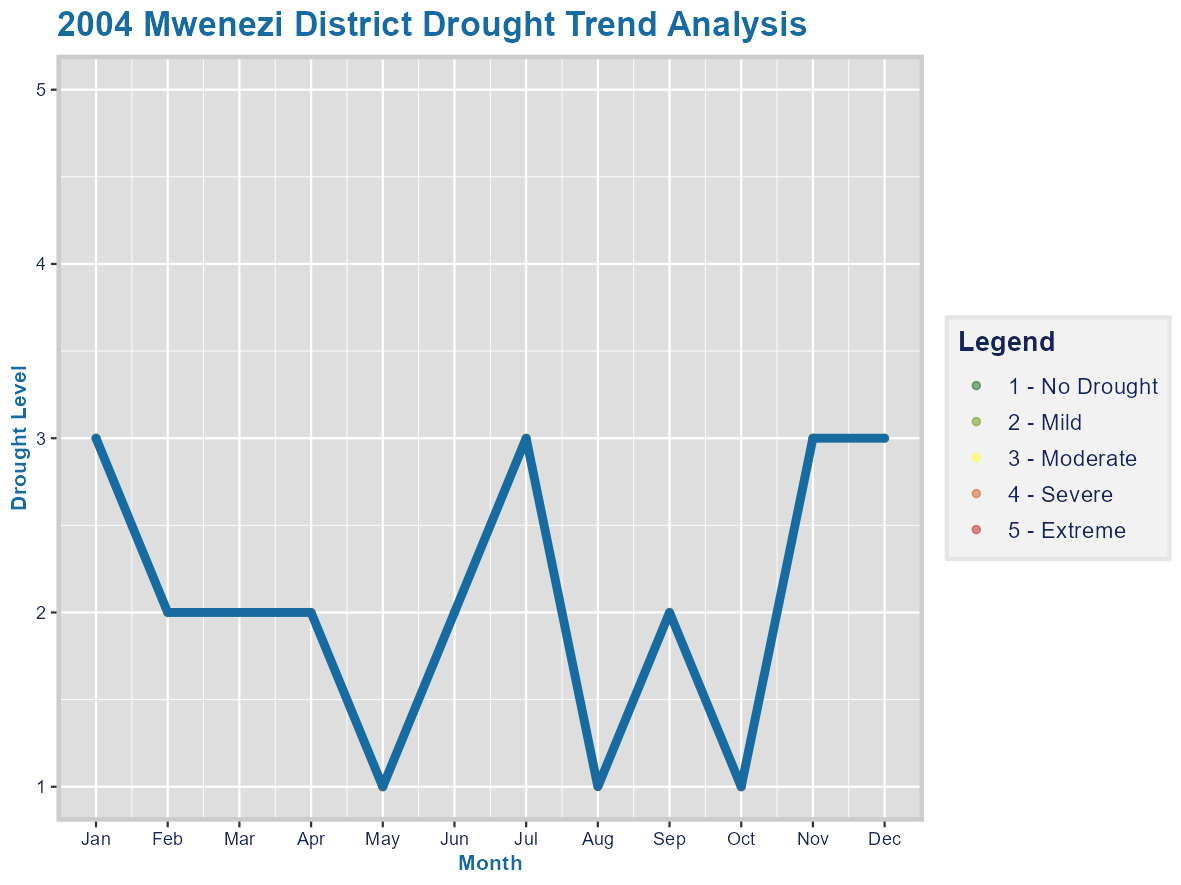 2004 Mwenezi District Drought Trend Analysis
5
4
3
2
1
Drought Level
Jan Feb Mar Apr May Jun Jul Aug Sep Oct Nov Dec
Month
Legend
1 - No Drought
2 - Mild
3 - Moderate
4 - Severe
5 - Extreme